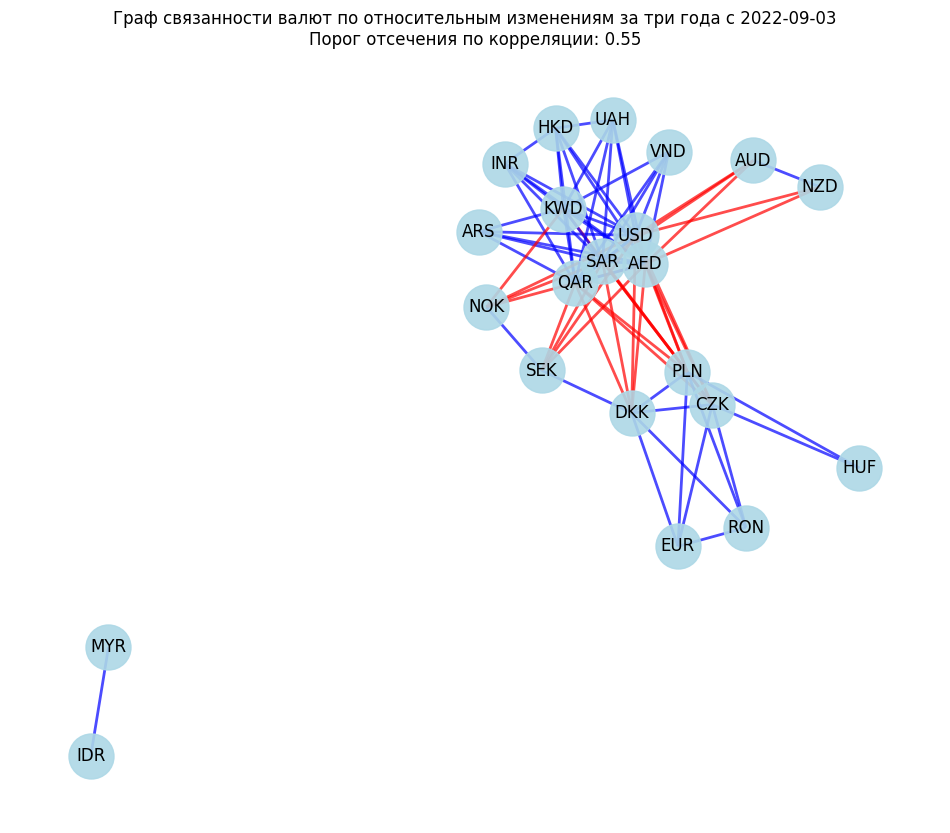 Граф связанности валют по относительным изменениям за три года с 2022-09-03
Порог отсечения по корреляции: 0.55
UAH
HKD
VND
AUD
INR
NZD
KWD
ARS
USD
SAR
AED
QAR
NOK
SEK
PLN
CZK
DKK
HUF
RON
EUR
MYR
IDR